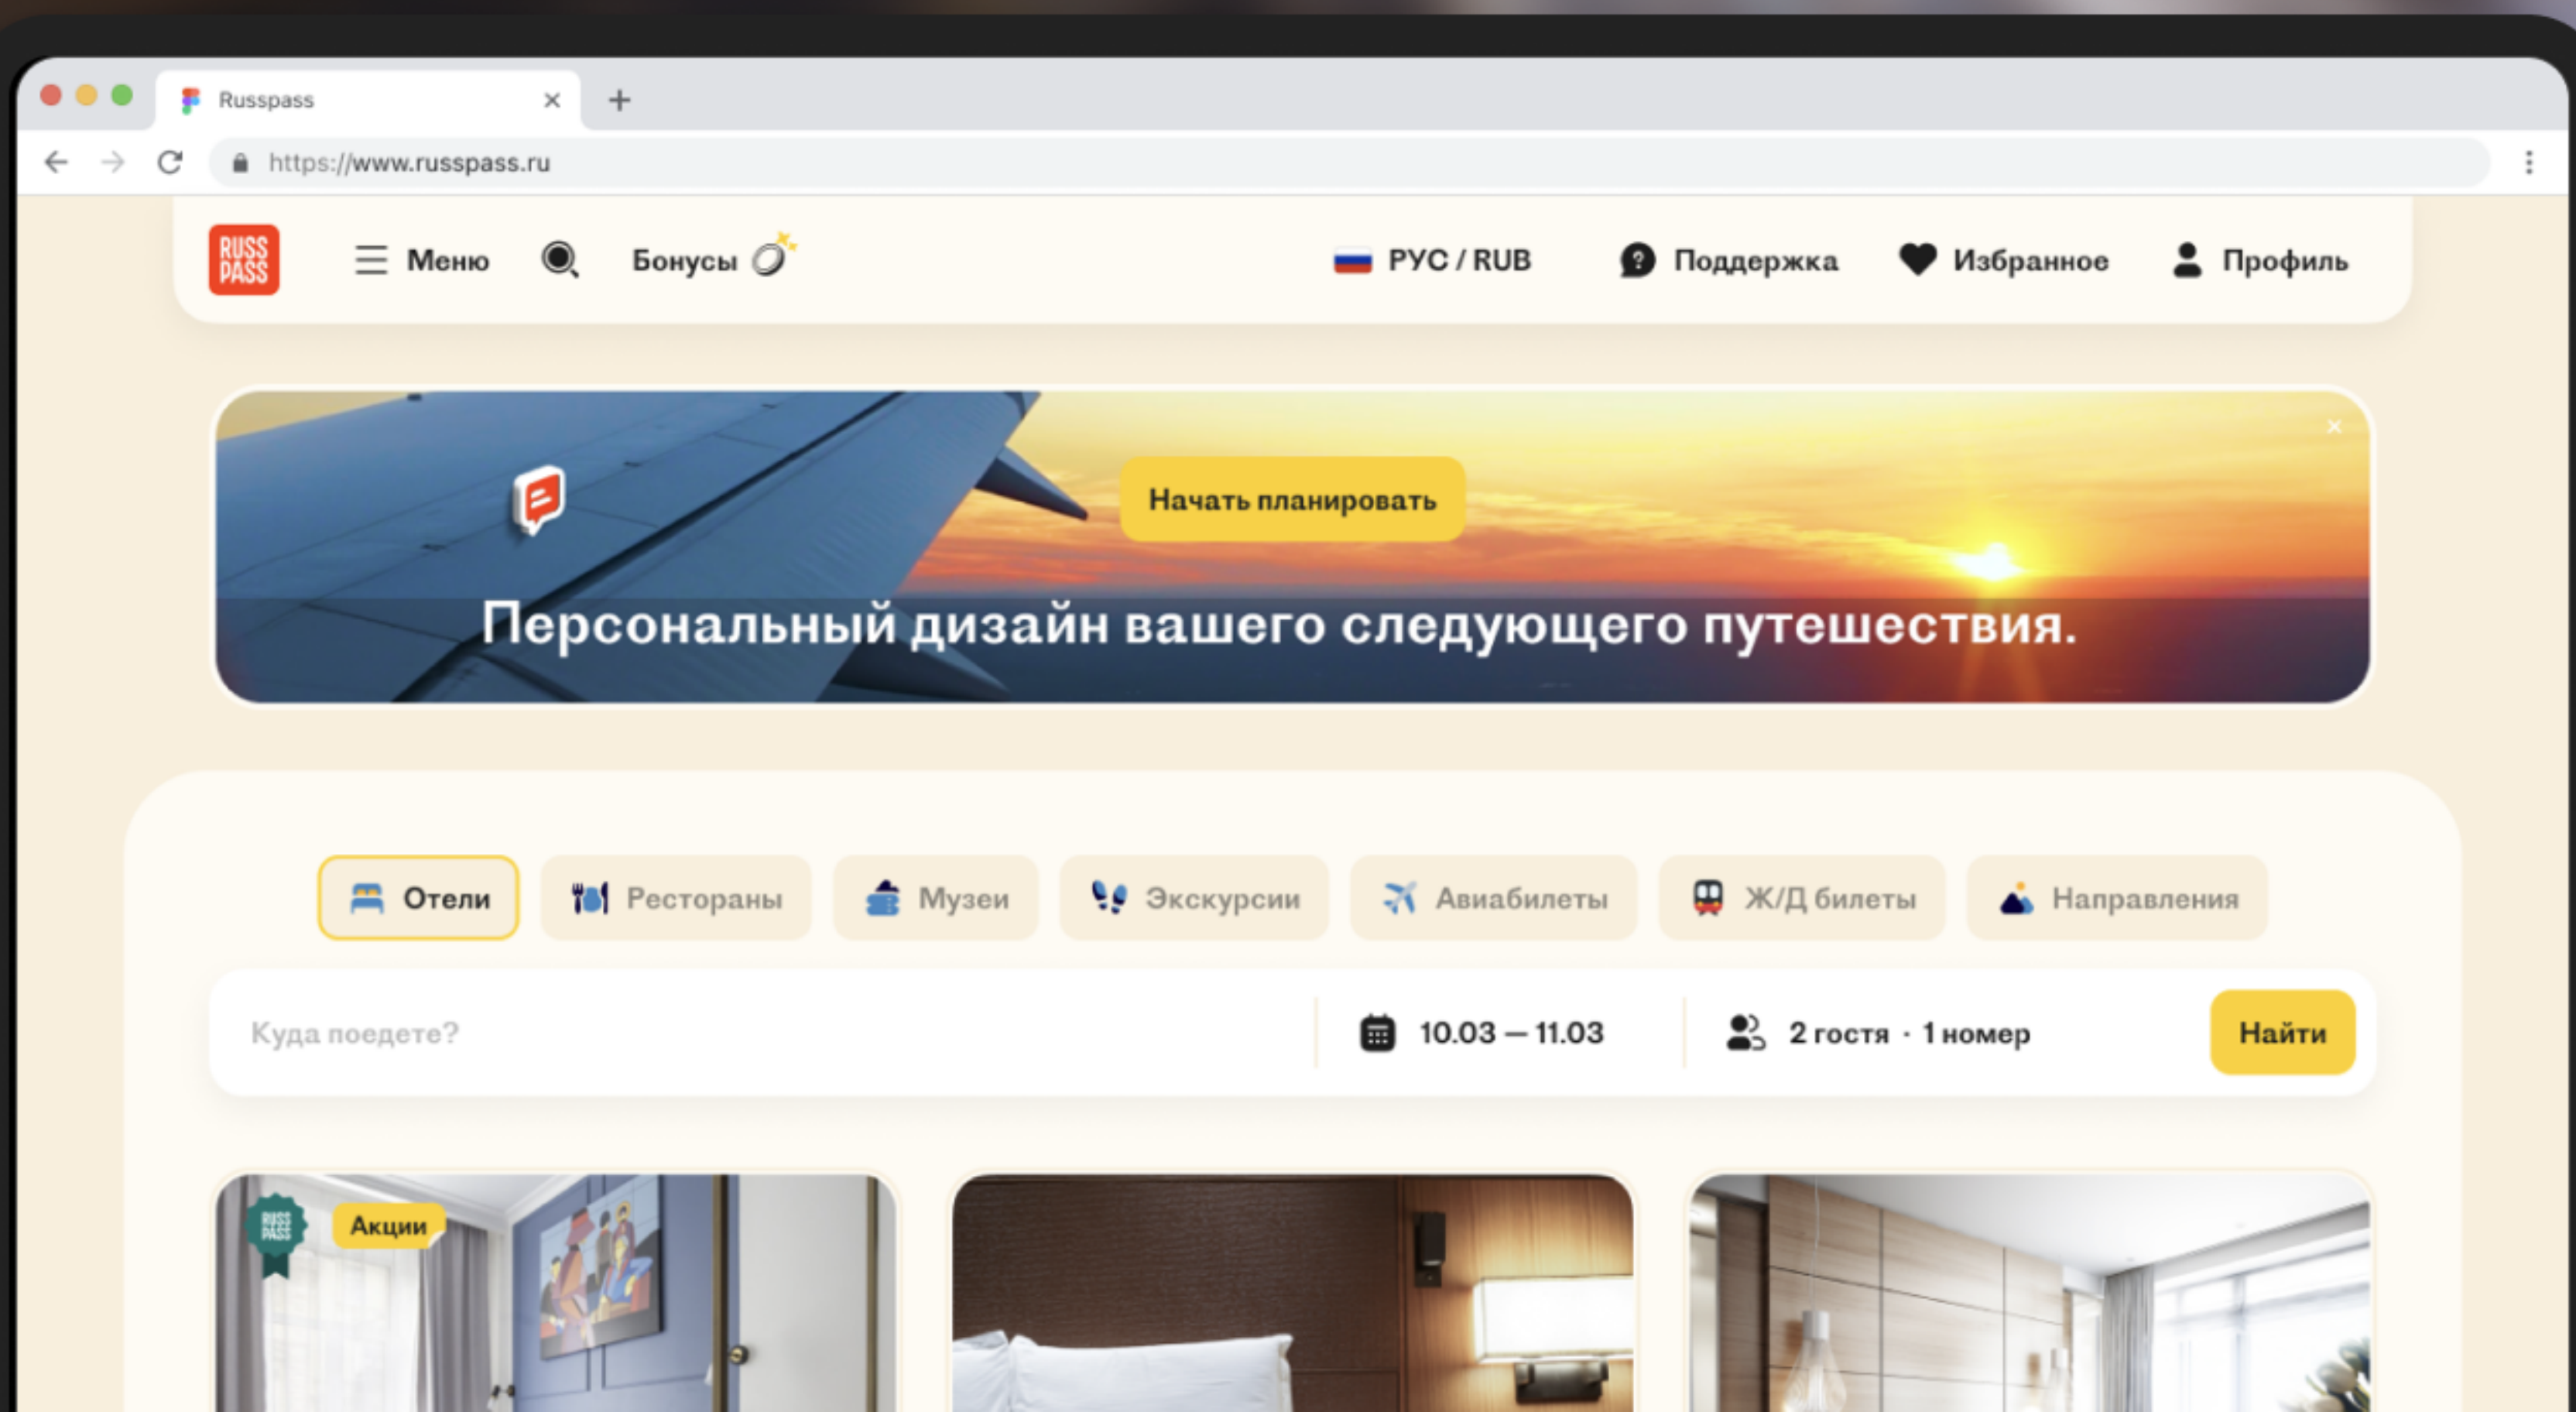 Russpass
https://www.russpass.ru
RUSS
PASS
Меню
Бонусы
РУС / RUB
Поддержка
Избранное
Профиль
Начать планировать
Персональный дизайн вашего следующего путешествия.
Отели
Рестораны
Музеи
Экскурсии
Авиабилеты
Ж/Д билеты
Направления
Куда поедете?
10.03 — 11.03
2 гостя · 1 номер
Найти
RUSS
PASS
Акции